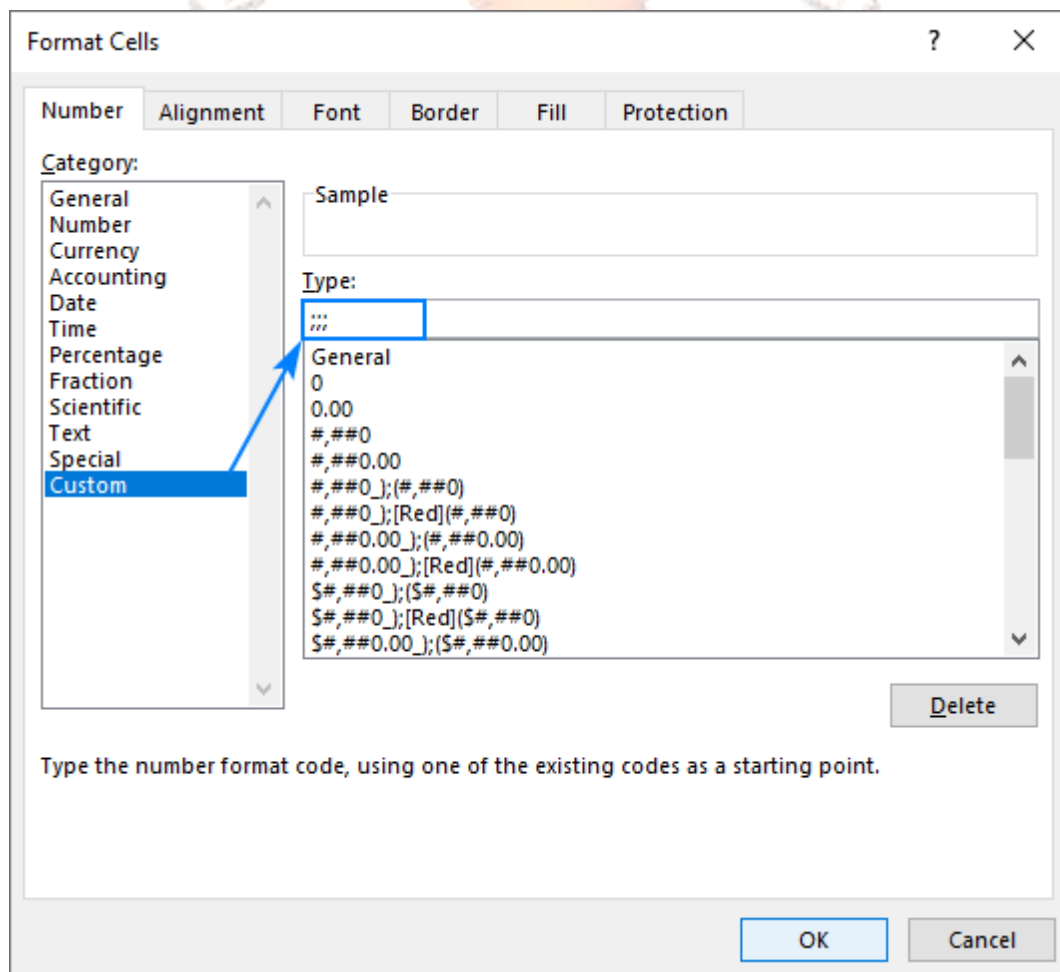 Format Cells ? ×
Number Alignment Font Border Fill Protection
Category:
General
Number
Currency
Accounting
Date
Time
Percentage
Fraction
Scientific
Text
Special
Custom
Sample
Type:
;;;
General
0
0.00
#,##0
#,##0.00
#,##0_);(#,##0)
#,##0_);[Red](#,##0)
#,##0.00_);(#,##0.00)
#,##0.00_);[Red](#,##0.00)
$#,##0_);($#,##0)
$#,##0_);[Red]($#,##0)
$#,##0.00_);($#,##0.00)
Delete
Type the number format code, using one of the existing codes as a starting point.
OK Cancel